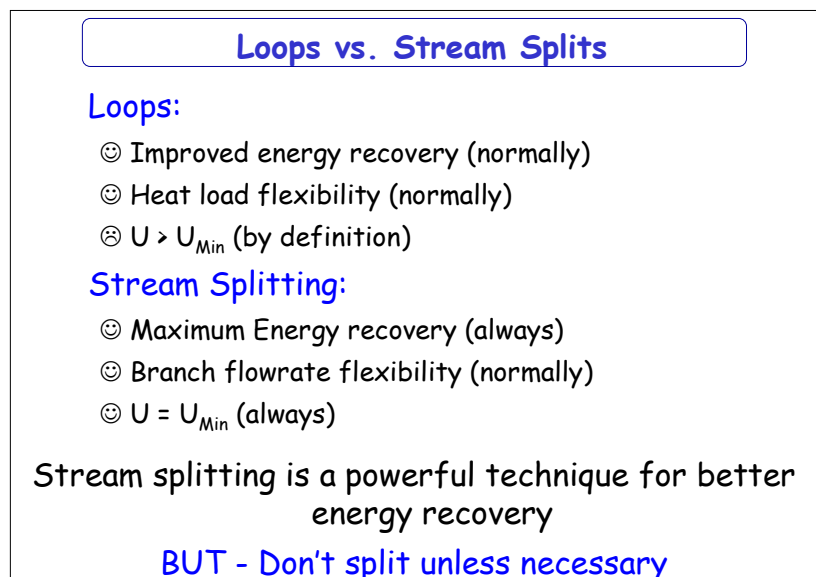 Loops vs. Stream Splits
Loops:
☺ Improved energy recovery (normally)
☺ Heat load flexibility (normally)
☹ U > UMin (by definition)
Stream Splitting:
☺ Maximum Energy recovery (always)
☺ Branch flowrate flexibility (normally)
☺ U = UMin (always)
Stream splitting is a powerful technique for better
energy recovery
BUT - Don't split unless necessary